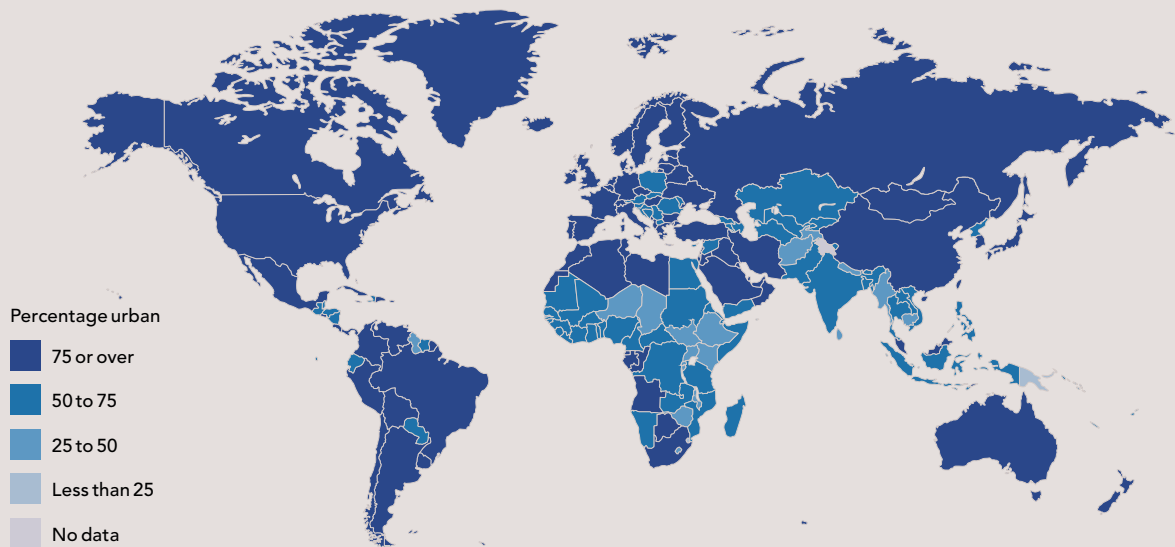 Percentage urban
75 or over
50 to 75
25 to 50
Less than 25
No data